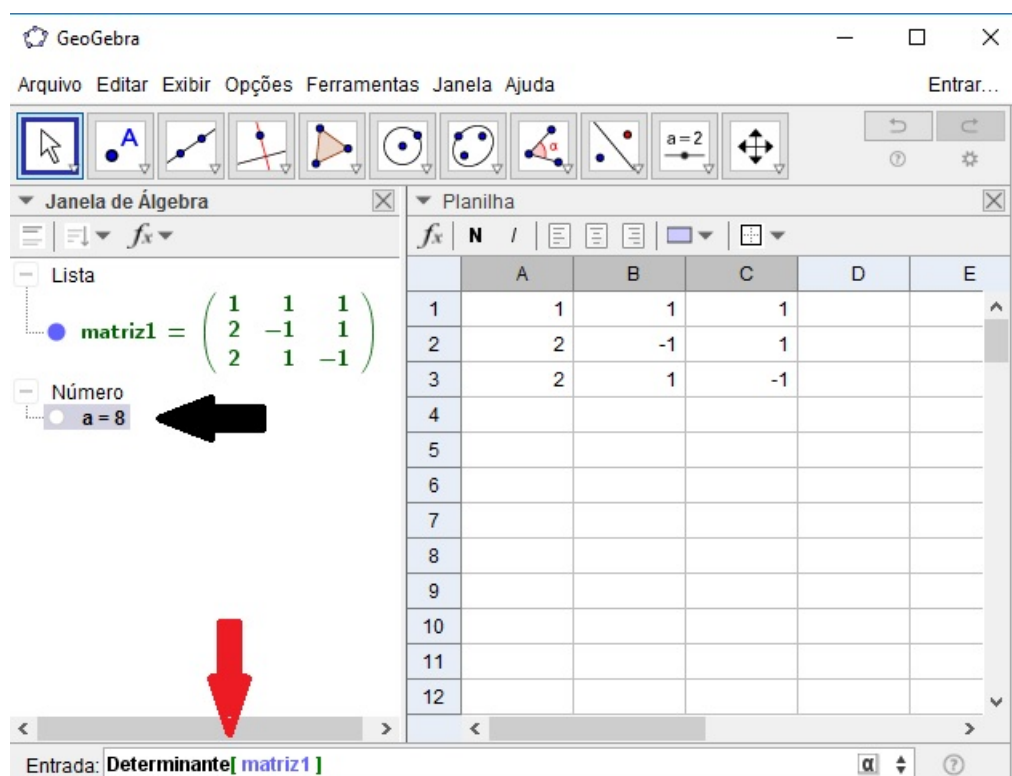 GeoGebra
Arquivo Editar Exibir Opções Ferramentas Janela Ajuda Entrar...
A α a = 2
Janela de Álgebra
fx
Lista
matriz1 = ( 1 1 1
2 −1 1
2 1 −1 )
Número
a = 8
Planilha
fx N I
A B C D E
1 1 1 1
2 2 -1 1
3 2 1 -1
4
5
6
7
8
9
10
11
12
Entrada: Determinante[ matriz1 ] α